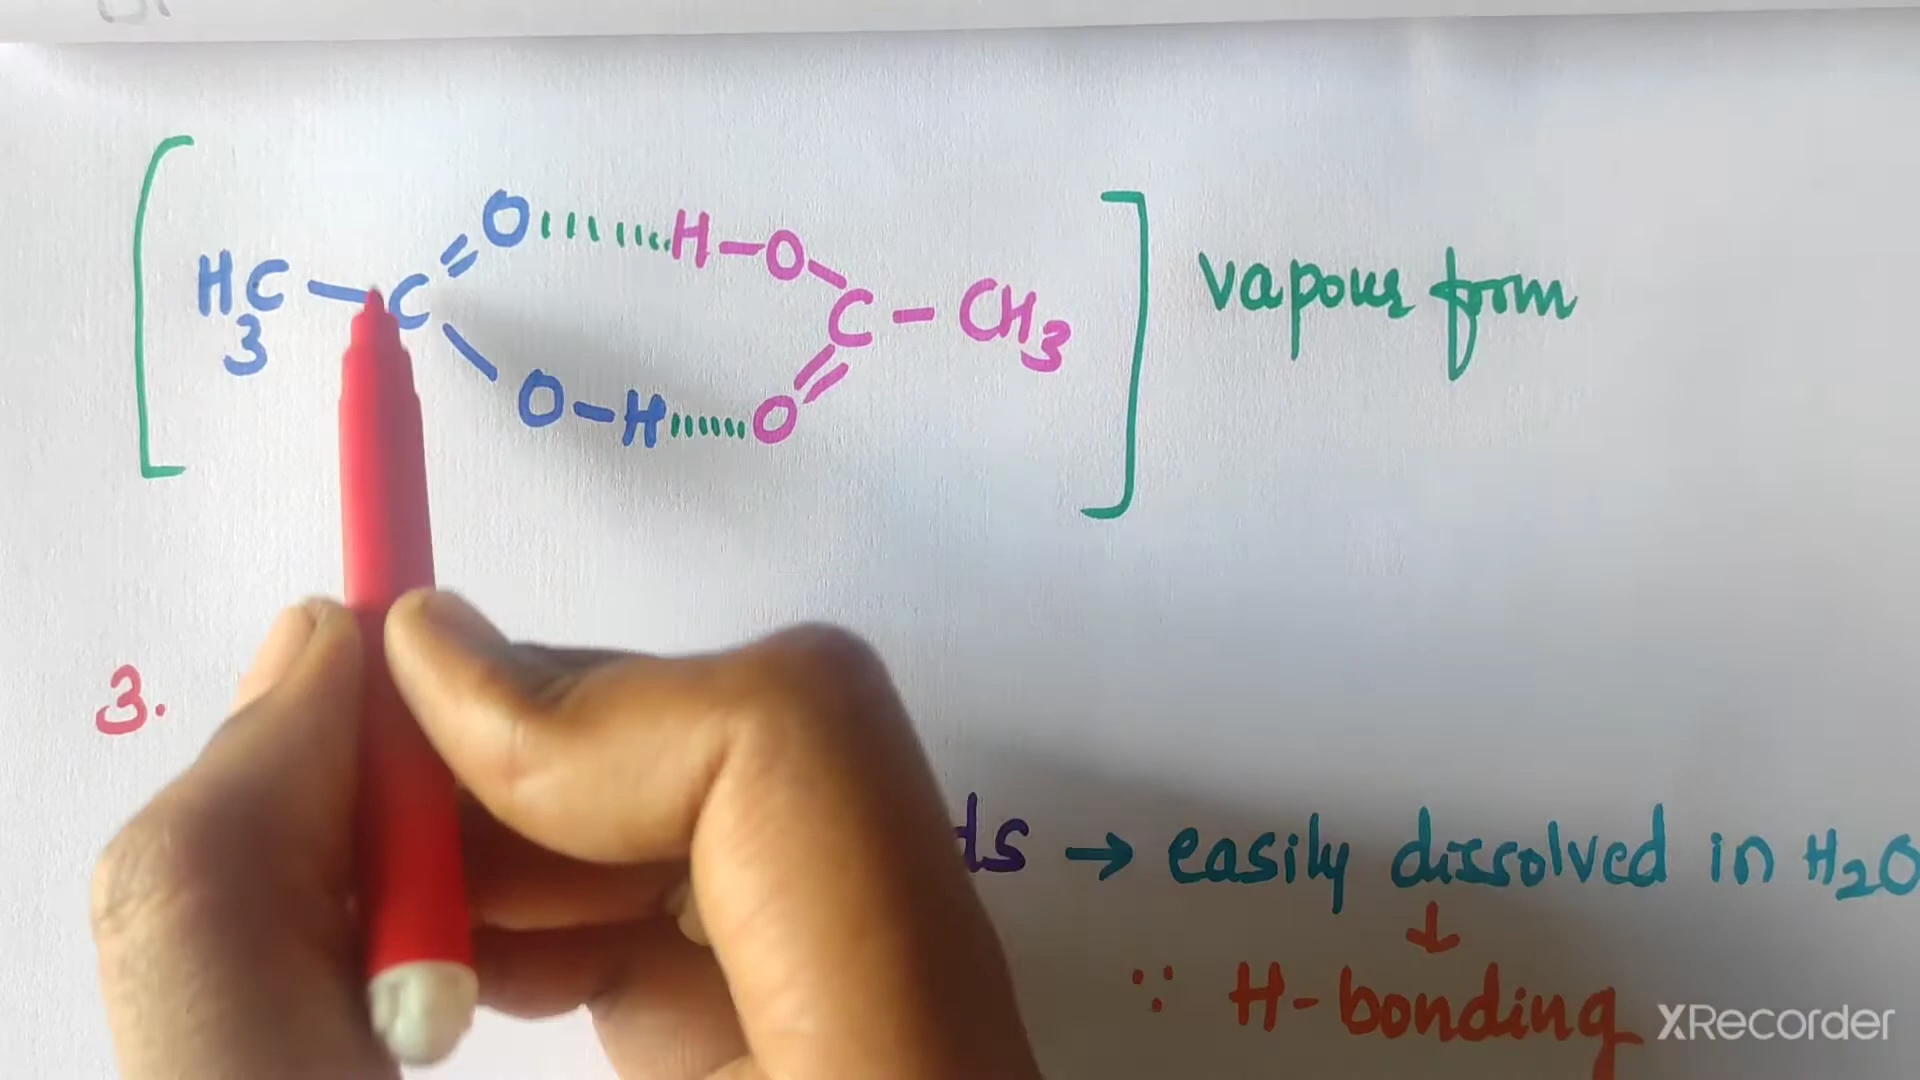 O H-O
H3C-C C-CH3 vapour form
O-H O
3.
ds → easily dissolved in H2O
↓
∵ H-bonding
XRecorder